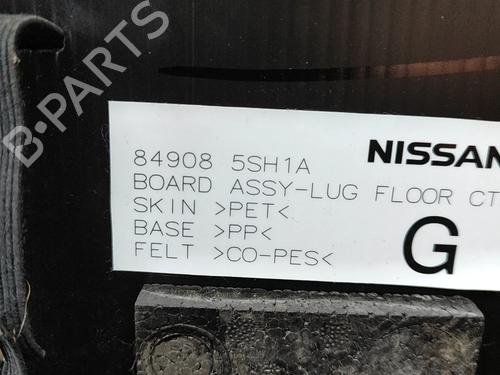 B-PARTS
84908 5SH1A NISSAN
BOARD ASSY-LUG FLOOR CT
SKIN >PET<
BASE >PP<
FELT >CO-PES<
G